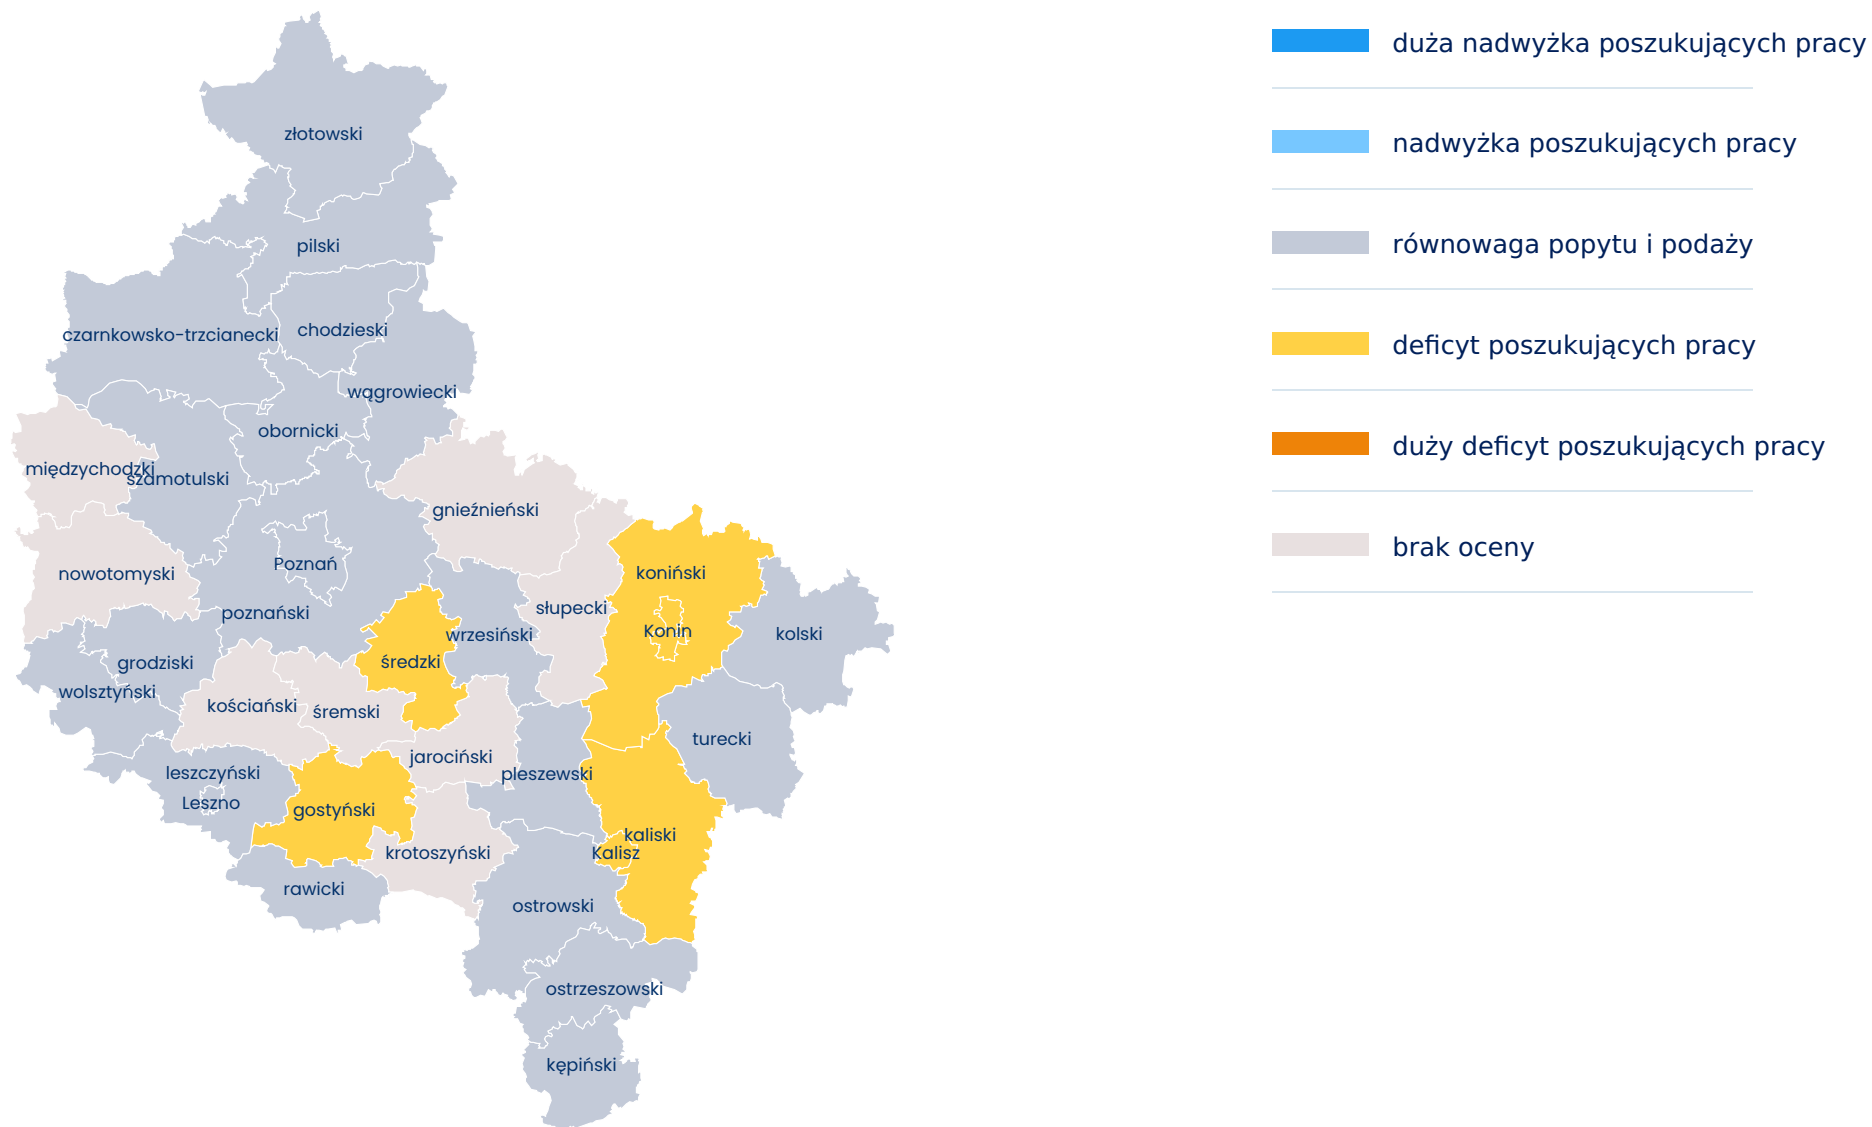 duża nadwyżka poszukujących pracy
nadwyżka poszukujących pracy
równowaga popytu i podaży
deficyt poszukujących pracy
duży deficyt poszukujących pracy
brak oceny
złotowski
pilski
czarnkowsko-trzcianecki
chodzieski
wągrowiecki
obornicki
międzychodzki
szamotulski
gnieźnieński
Poznań
nowotomyski
koniński
słupecki
poznański
Konin
wrzesiński
kolski
średzki
grodziski
wolsztyński
kościański
śremski
turecki
jarociński
leszczyński
pleszewski
Leszno
gostyński
kaliski
Kalisz
krotoszyński
rawicki
ostrowski
ostrzeszowski
kępiński